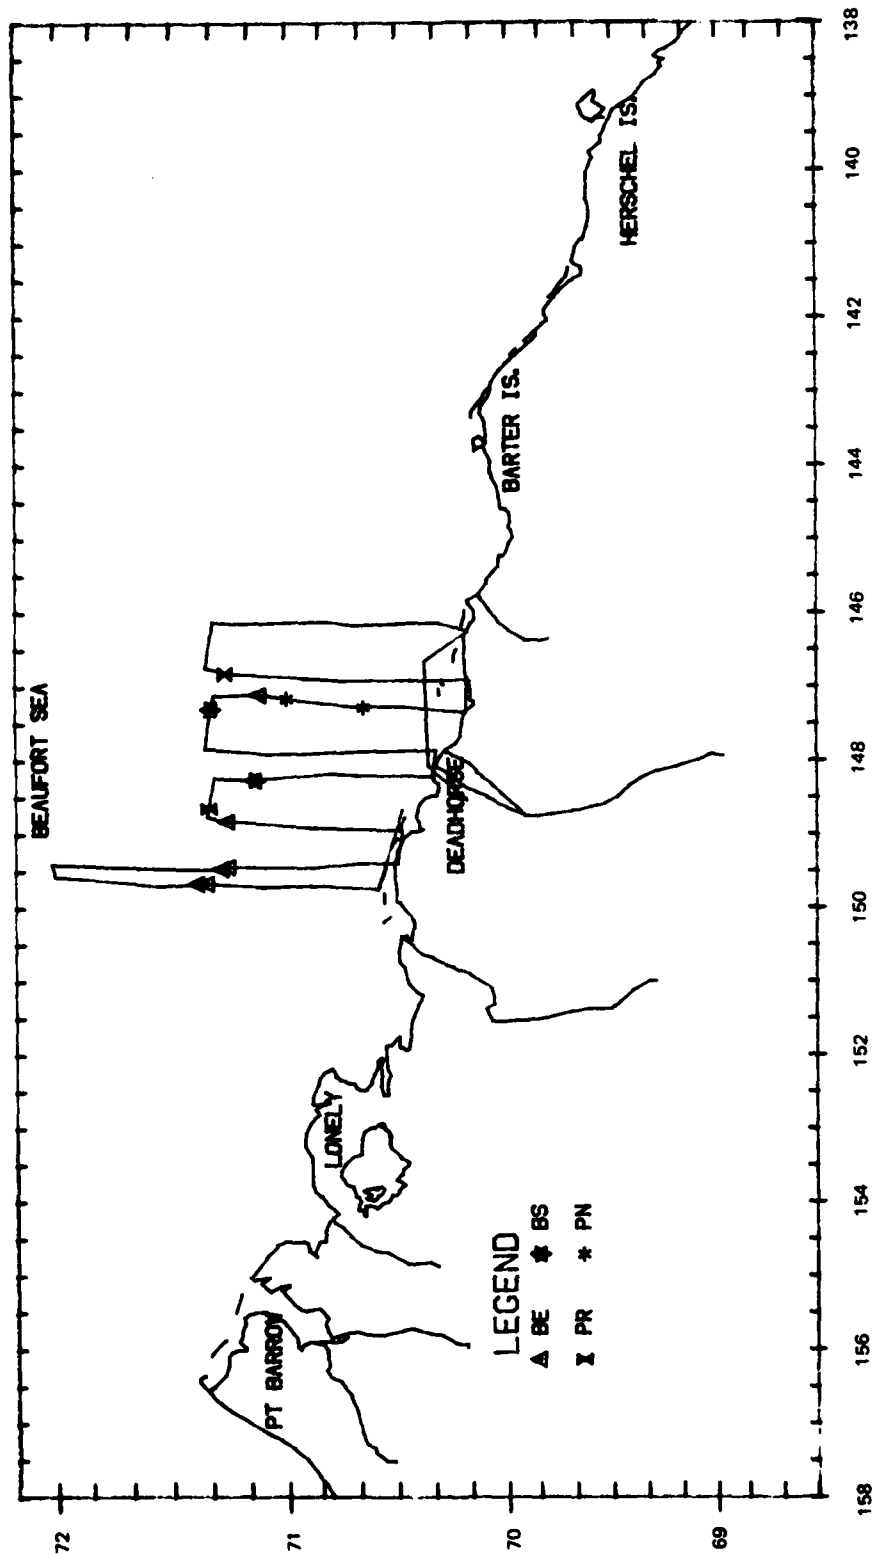 BEAUFORT SEA
PT BARROW
LONELY
DEADHORSE
BARTER IS.
HERSCHEL IS.
LEGEND
BE BS
PR PN
72
71
70
69
158
156
154
152
150
148
146
144
142
140
138